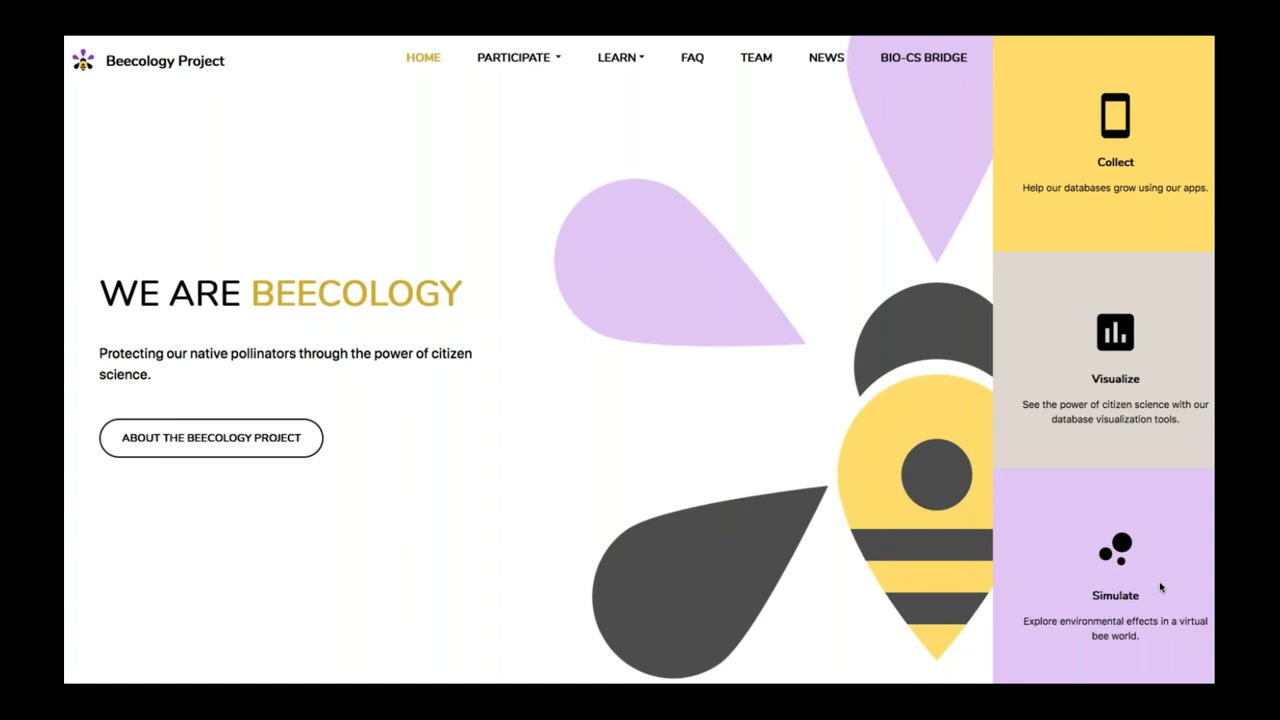 Beecology Project
HOME PARTICIPATE LEARN FAQ TEAM NEWS BIO-CS BRIDGE
WE ARE BEECOLOGY
Protecting our native pollinators through the power of citizen
science.
ABOUT THE BEECOLOGY PROJECT
Collect
Help our databases grow using our apps.
Visualize
See the power of citizen science with our
database visualization tools.
Simulate
Explore environmental effects in a virtual
bee world.